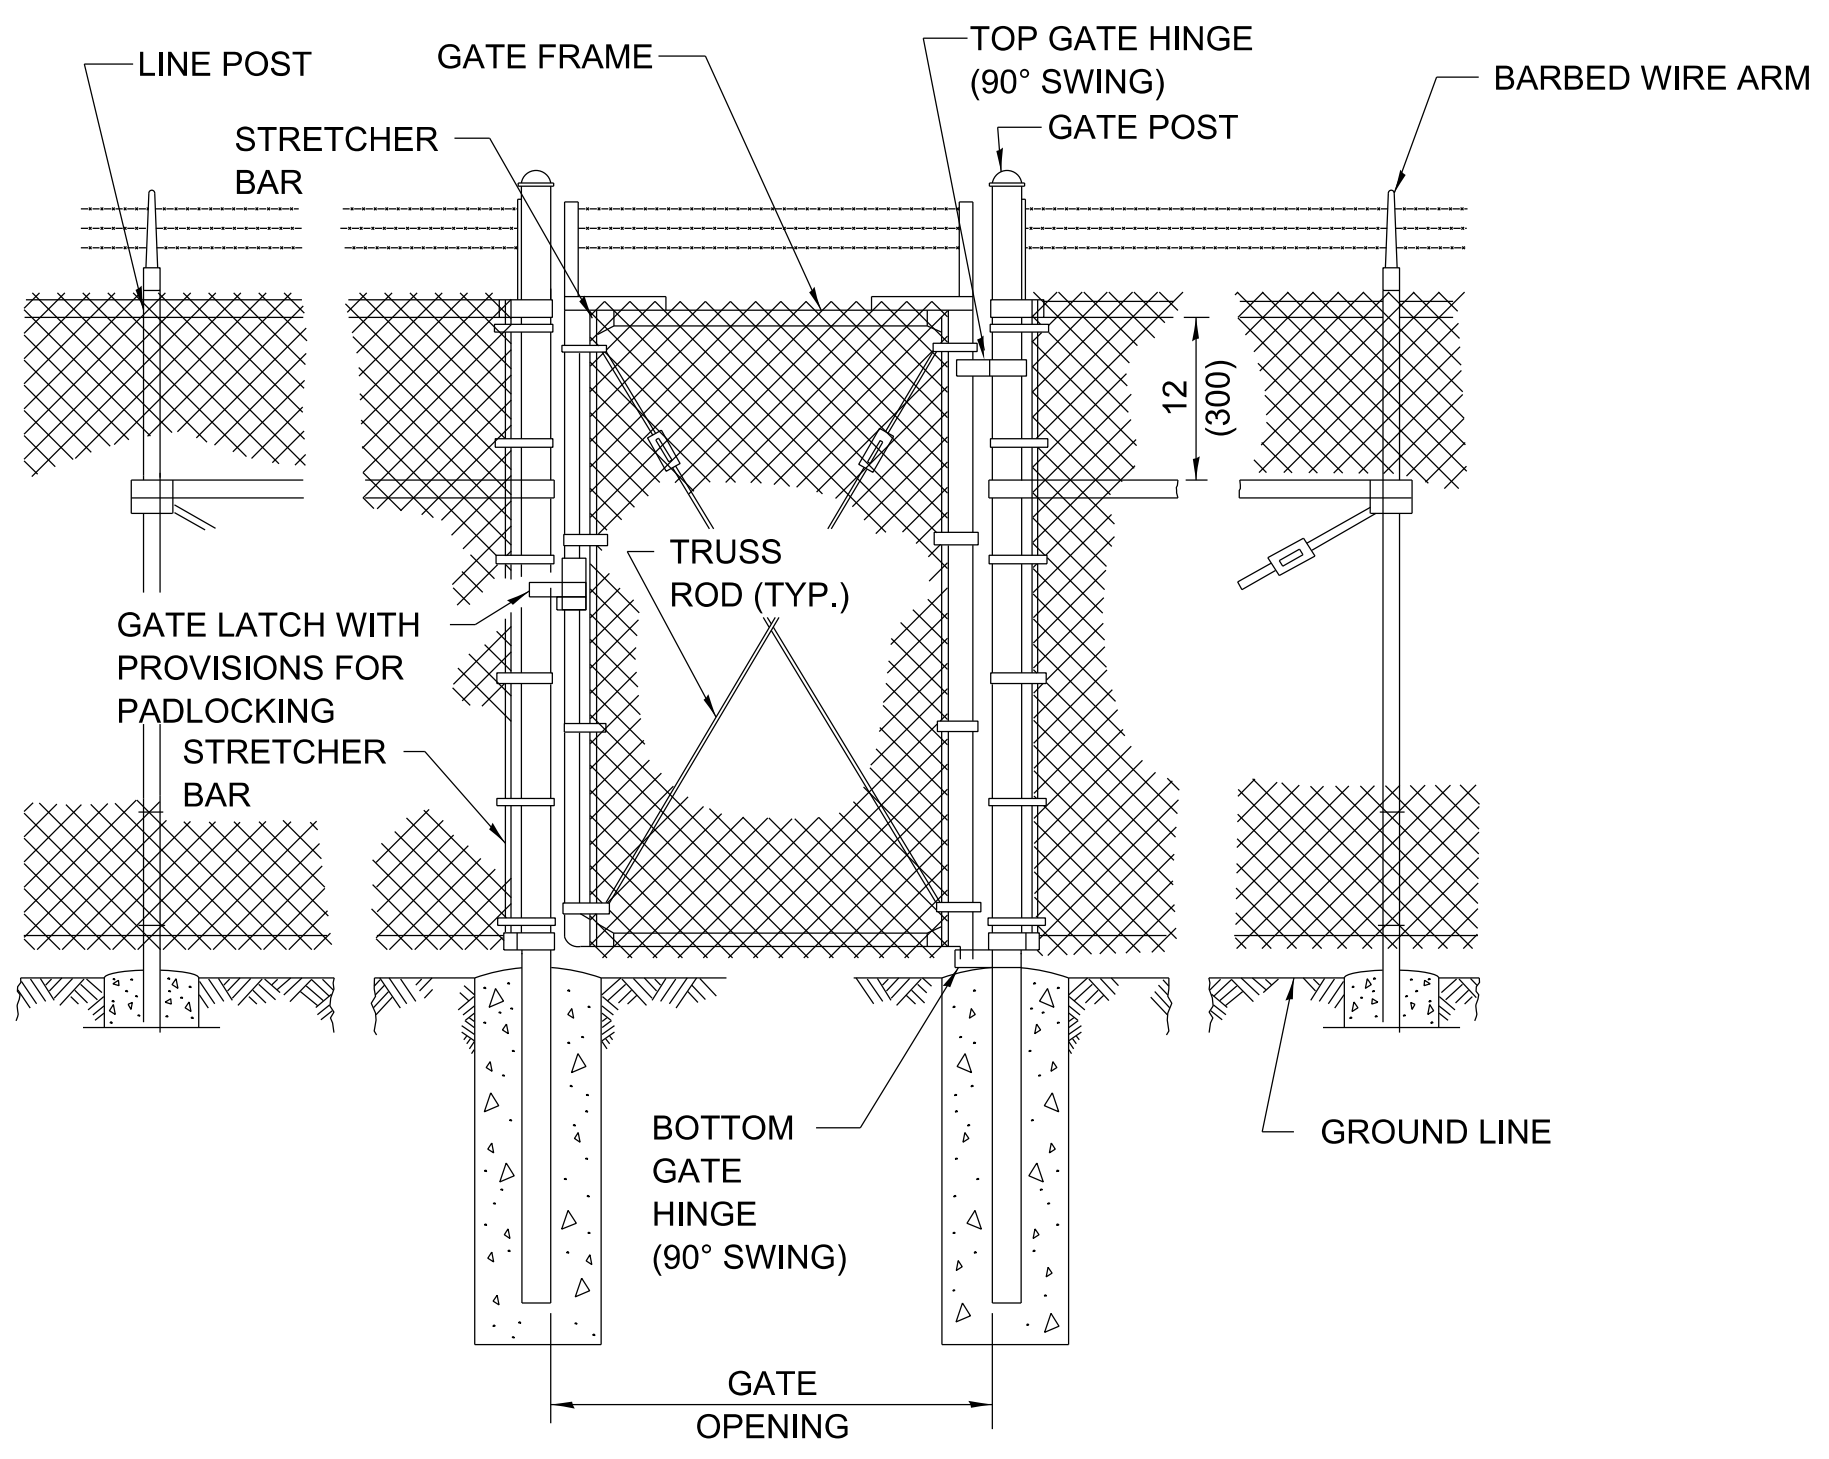 LINE POST
GATE FRAME
TOP GATE HINGE
(90° SWING)
BARBED WIRE ARM
STRETCHER
BAR
GATE POST
12
(300)
TRUSS
ROD (TYP.)
GATE LATCH WITH
PROVISIONS FOR
PADLOCKING
STRETCHER
BAR
BOTTOM
GATE
HINGE
(90° SWING)
GROUND LINE
GATE
OPENING